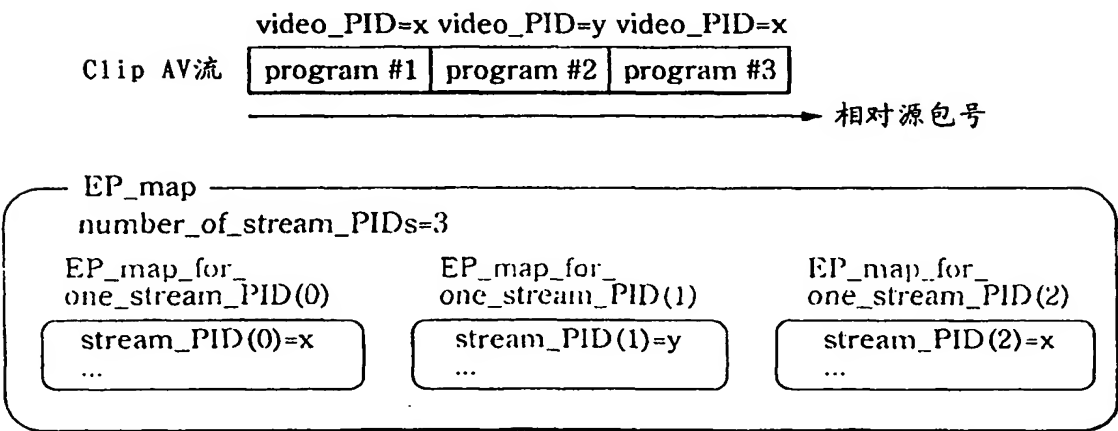 video_PID=x video_PID=y video_PID=x
Clip AV流 program #1 program #2 program #3
相对源包号
EP_map
number_of_stream_PIDs=3
EP_map_for_ EP_map_for_ EP_map_for_
one_stream_PID(0) one_stream_PID(1) one_stream_PID(2)
stream_PID(0)=x stream_PID(1)=y stream_PID(2)=x
... ... ...